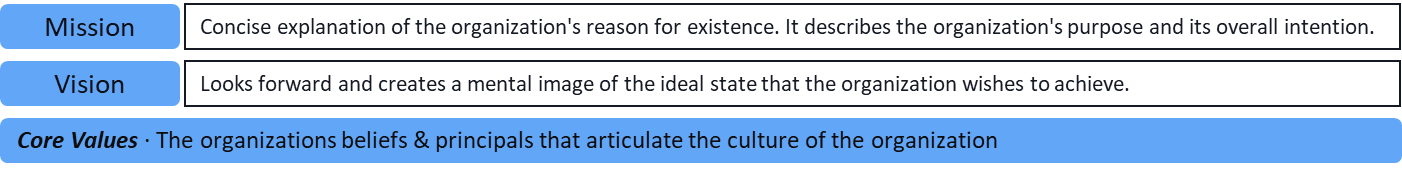 Mission
Concise explanation of the organization's reason for existence. It describes the organization's purpose and its overall intention.
Vision
Looks forward and creates a mental image of the ideal state that the organization wishes to achieve.
Core Values · The organizations beliefs & principals that articulate the culture of the organization